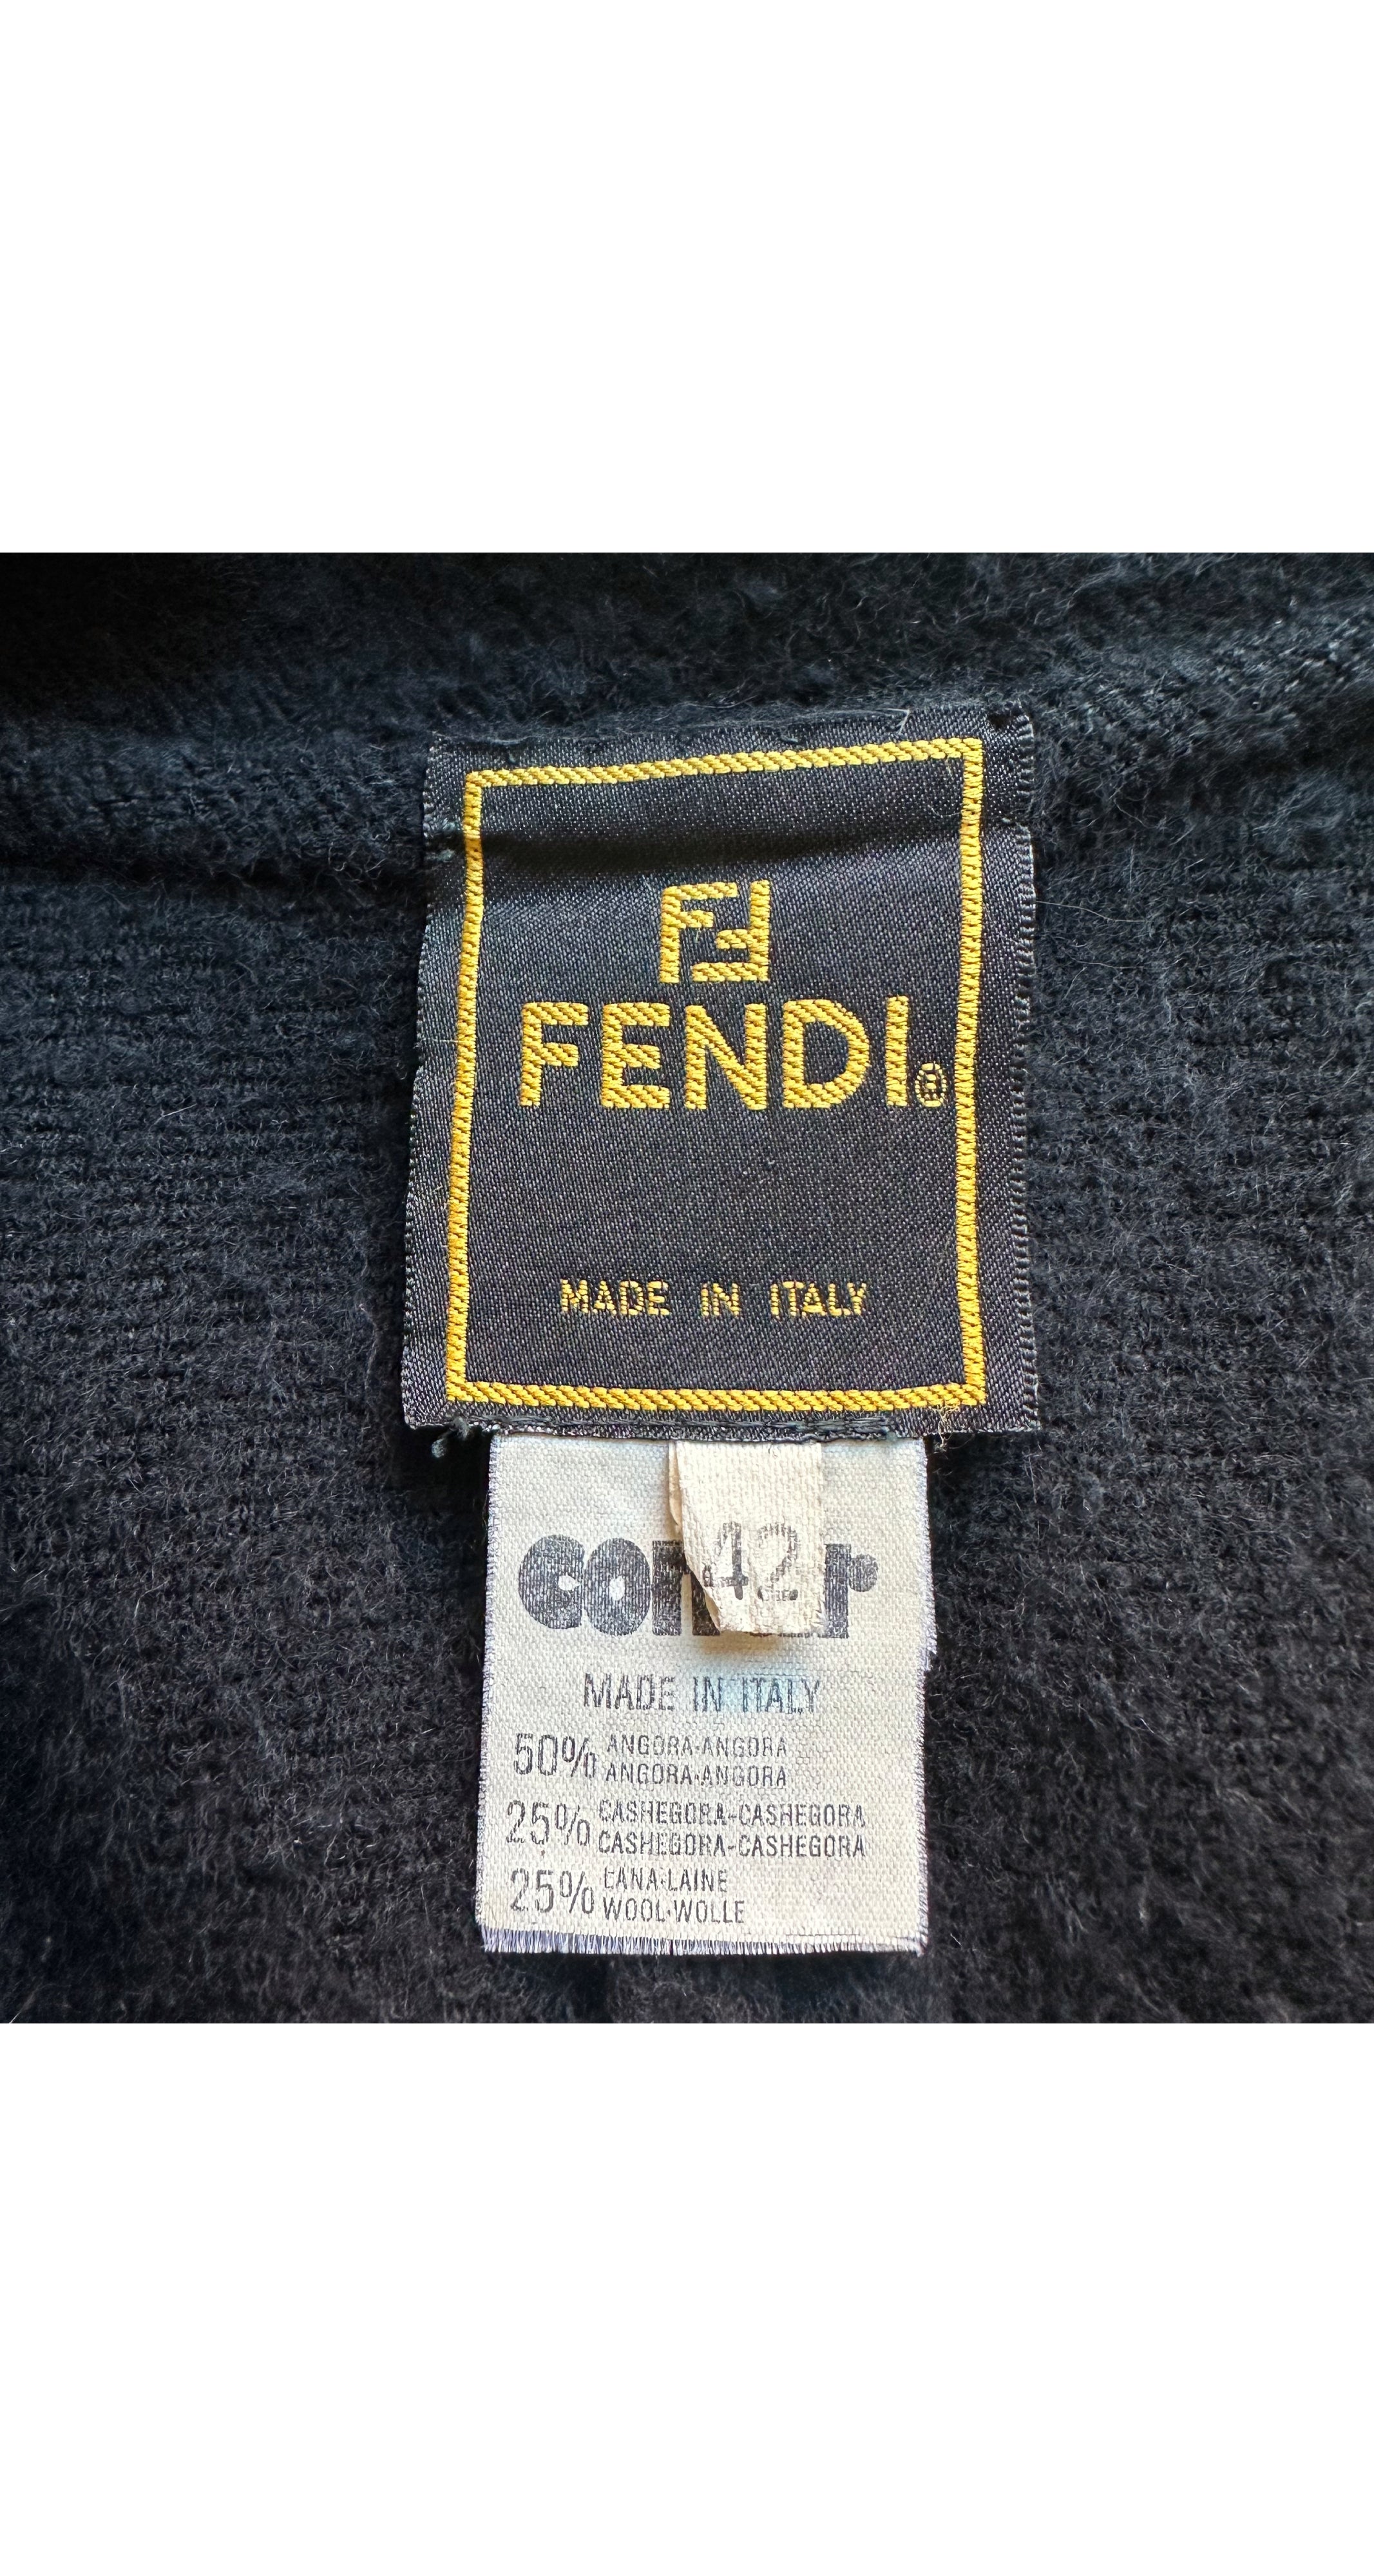 FF
FENDI®
MADE IN ITALY
42
MADE IN ITALY
50% ANGORA-ANGORA
ANGORA-ANGORA
25% CASHEGORA-CASHEGORA
CASHEGORA-CASHEGORA
25% LANA-LAINE
WOOL-WOLLE